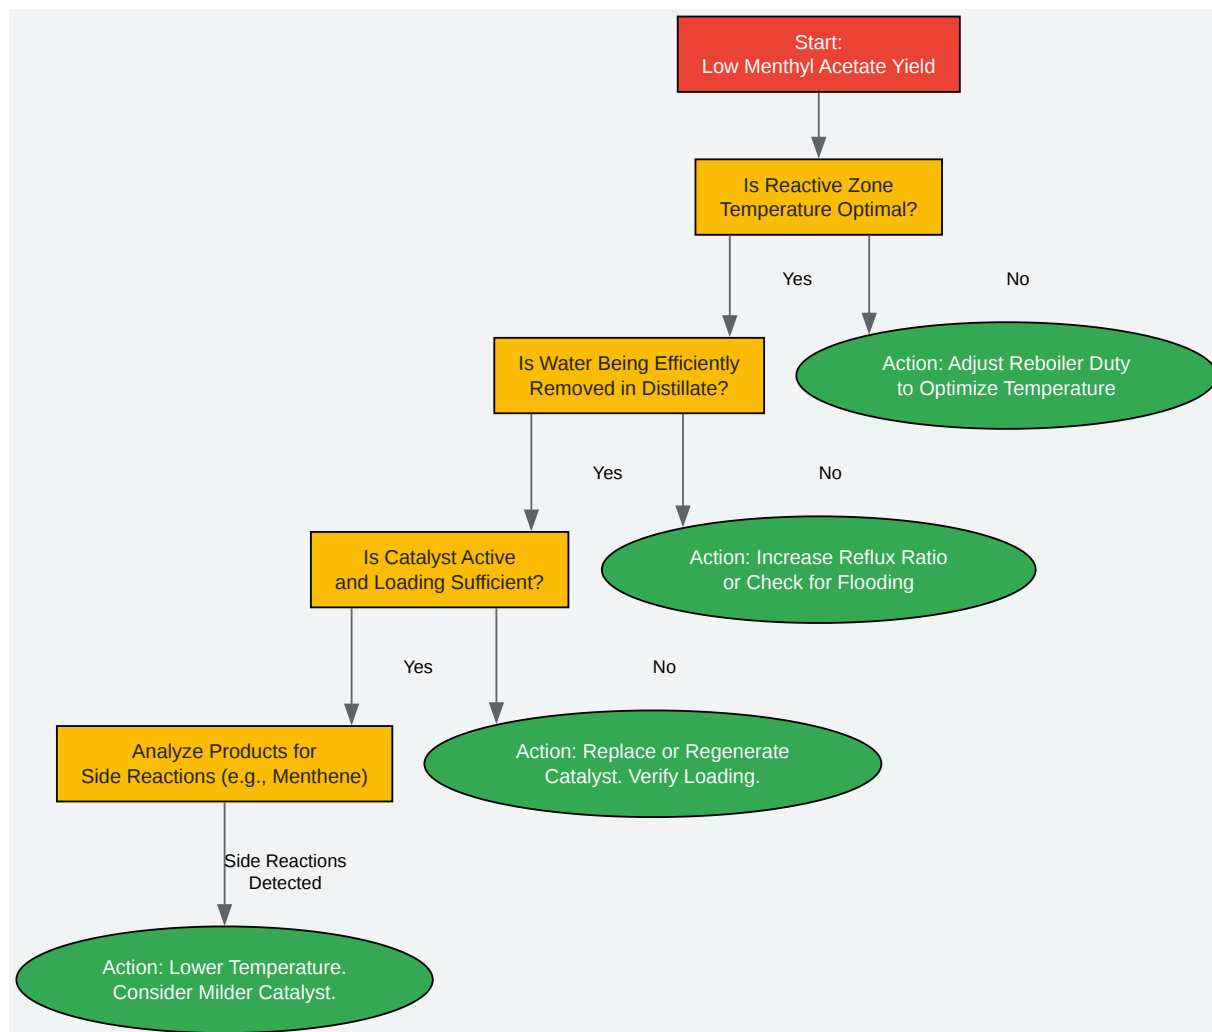 Start:
Low Menthyl Acetate Yield
Is Reactive Zone
Temperature Optimal?
Yes
No
Is Water Being Efficiently
Removed in Distillate?
Action: Adjust Reboiler Duty
to Optimize Temperature
Yes
No
Is Catalyst Active
and Loading Sufficient?
Action: Increase Reflux Ratio
or Check for Flooding
Yes
No
Analyze Products for
Side Reactions (e.g., Menthene)
Action: Replace or Regenerate
Catalyst. Verify Loading.
Side Reactions
Detected
Action: Lower Temperature.
Consider Milder Catalyst.